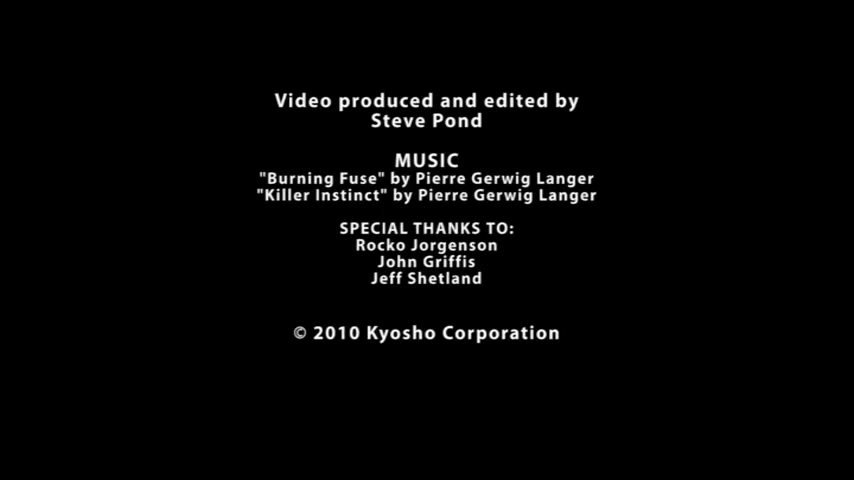 Video produced and edited by
Steve Pond
MUSIC
"Burning Fuse" by Pierre Gerwig Langer
"Killer Instinct" by Pierre Gerwig Langer
SPECIAL THANKS TO:
Rocko Jorgenson
John Griffis
Jeff Shetland
© 2010 Kyosho Corporation